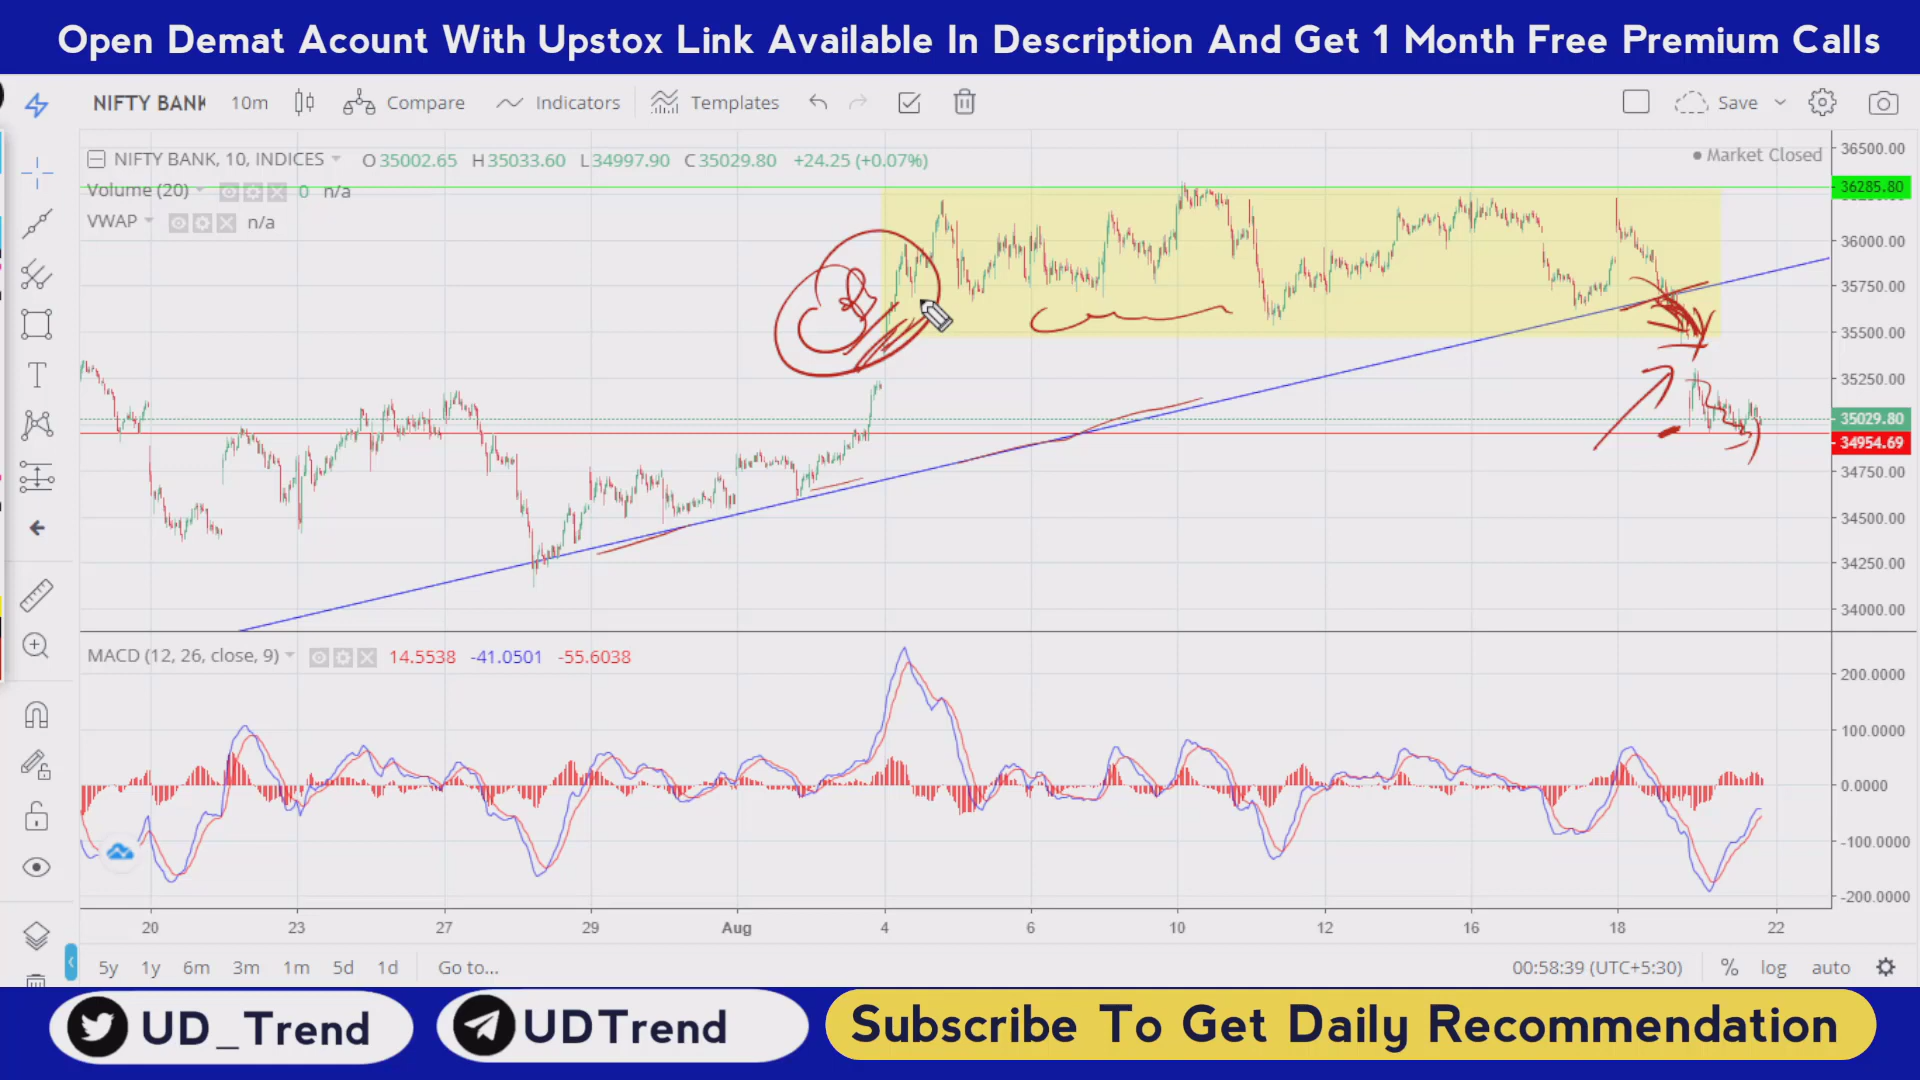 Open Demat Acount With Upstox Link Available In Description And Get 1 Month Free Premium Calls
NIFTY BANK 10m Compare Indicators Templates Save
NIFTY BANK, 10, INDICES O35002.65 H35033.60 L34997.90 C35029.80 +24.25 (+0.07%)
Market Closed
Volume (20) 0 n/a
VWAP n/a
36500.00
36285.80
36000.00
35750.00
35500.00
35250.00
35029.80
34954.69
34750.00
34500.00
34250.00
34000.00
MACD (12, 26, close, 9) 14.5538 -41.0501 -55.6038
200.0000
100.0000
0.0000
-100.0000
-200.0000
20 23 27 29 Aug 4 6 10 12 16 18 22
5y 1y 6m 3m 1m 5d 1d Go to... 00:58:39 (UTC+5:30) % log auto
UD_Trend UDTrend Subscribe To Get Daily Recommendation